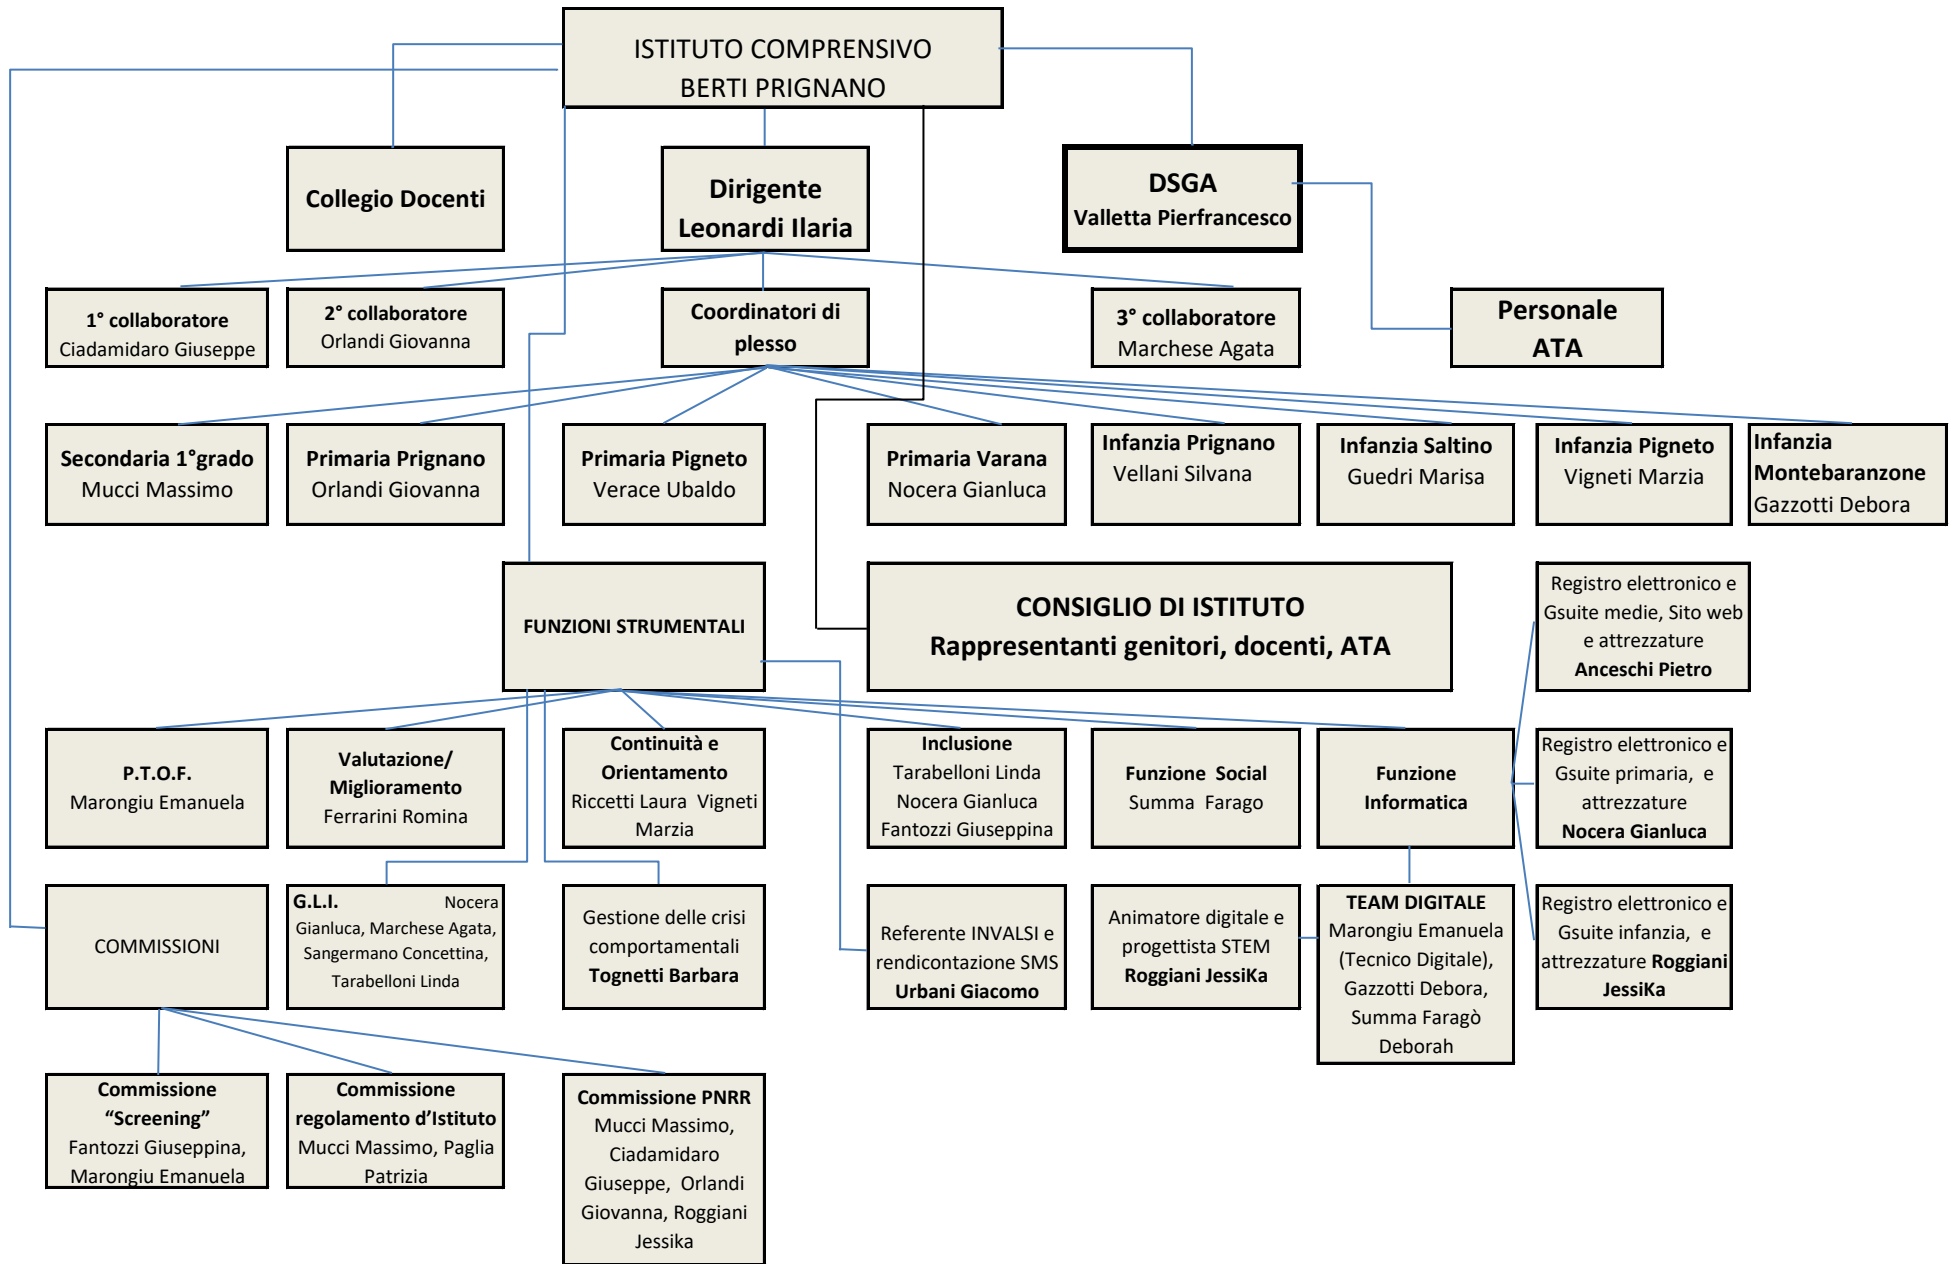 ISTITUTO COMPRENSIVO
BERTI PRIGNANO
Collegio Docenti
Dirigente
Leonardi Ilaria
DSGA
Valletta Pierfrancesco
1° collaboratore
Ciadamidaro Giuseppe
2° collaboratore
Orlandi Giovanna
Coordinatori di
plesso
3° collaboratore
Marchese Agata
Personale
ATA
Secondaria 1°grado
Mucci Massimo
Primaria Prignano
Orlandi Giovanna
Primaria Pigneto
Verace Ubaldo
Primaria Varana
Nocera Gianluca
Infanzia Prignano
Vellani Silvana
Infanzia Saltino
Guedri Marisa
Infanzia Pigneto
Vigneti Marzia
Infanzia
Montebaranzone
Gazzotti Debora
FUNZIONI STRUMENTALI
CONSIGLIO DI ISTITUTO
Rappresentanti genitori, docenti, ATA
Registro elettronico e
Gsuite medie, Sito web
e attrezzature
Anceschi Pietro
P.T.O.F.
Marongiu Emanuela
Valutazione/
Miglioramento
Ferrarini Romina
Continuità e
Orientamento
Riccetti Laura Vigneti
Marzia
Inclusione
Tarabelloni Linda
Nocera Gianluca
Fantozzi Giuseppina
Funzione Social
Summa Farago
Funzione
Informatica
Registro elettronico e
Gsuite primaria, e
attrezzature
Nocera Gianluca
COMMISSIONI
G.L.I. Nocera
Gianluca, Marchese Agata,
Sangermano Concettina,
Tarabelloni Linda
Gestione delle crisi
comportamentali
Tognetti Barbara
Referente INVALSI e
rendicontazione SMS
Urbani Giacomo
Animatore digitale e
progettista STEM
Roggiani JessiKa
TEAM DIGITALE
Marongiu Emanuela
(Tecnico Digitale),
Gazzotti Debora,
Summa Faragò
Deborah
Registro elettronico e
Gsuite infanzia, e
attrezzature Roggiani
JessiKa
Commissione
“Screening”
Fantozzi Giuseppina,
Marongiu Emanuela
Commissione
regolamento d’Istituto
Mucci Massimo, Paglia
Patrizia
Commissione PNRR
Mucci Massimo,
Ciadamidaro
Giuseppe, Orlandi
Giovanna, Roggiani
Jessika